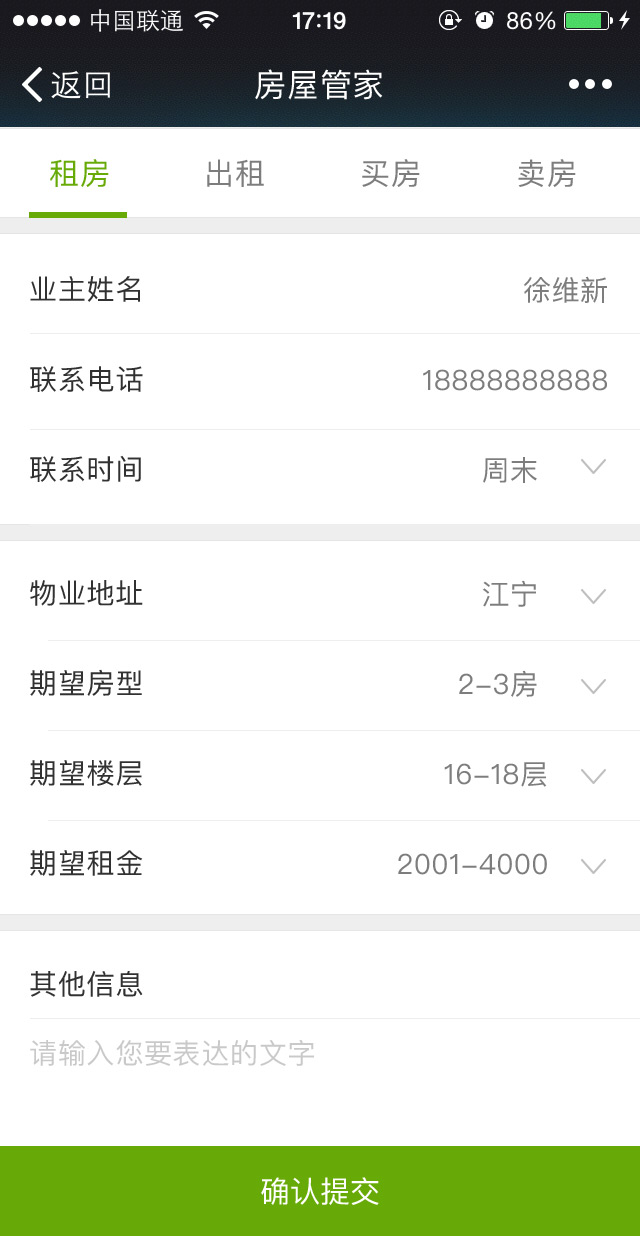 中国联通 17:19 86%
返回 房屋管家
租房 出租 买房 卖房
业主姓名 徐维新
联系电话 18888888888
联系时间 周末
物业地址 江宁
期望房型 2-3房
期望楼层 16-18层
期望租金 2001-4000
其他信息
请输入您要表达的文字
确认提交